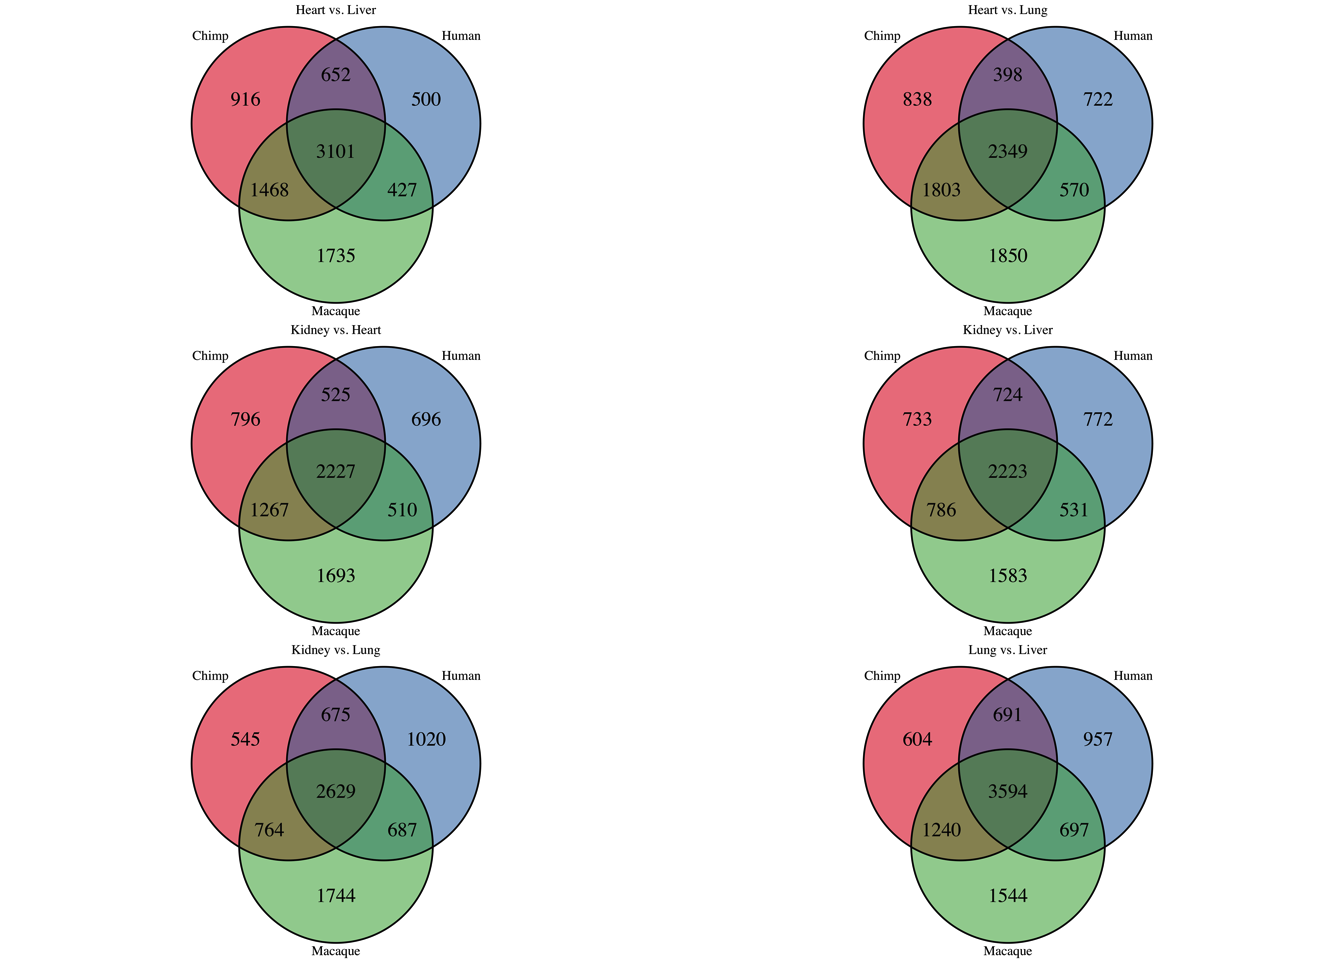 Heart vs. Liver
Chimp
Human
652
916
500
3101
1468
427
1735
Macaque
Heart vs. Lung
Chimp
Human
398
838
722
2349
1803
570
1850
Macaque
Kidney vs. Heart
Chimp
Human
525
796
696
2227
1267
510
1693
Macaque
Kidney vs. Liver
Chimp
Human
724
733
772
2223
786
531
1583
Macaque
Kidney vs. Lung
Chimp
Human
675
545
1020
2629
764
687
1744
Macaque
Lung vs. Liver
Chimp
Human
691
604
957
3594
1240
697
1544
Macaque